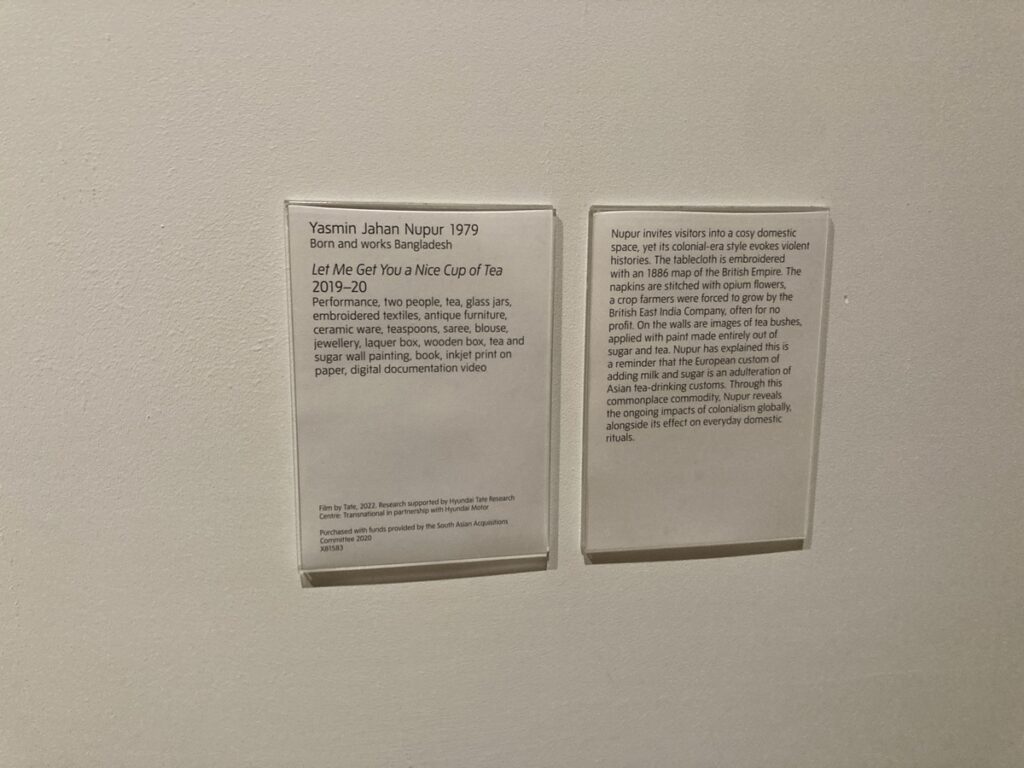 Yasmin Jahan Nupur 1979
Born and works Bangladesh
Let Me Get You a Nice Cup of Tea
2019–20
Performance, two people, tea, glass jars,
embroidered textiles, antique furniture,
ceramic ware, teaspoons, saree, blouse,
jewellery, laquer box, wooden box, tea and
sugar wall painting, book, inkjet print on
paper, digital documentation video
Film by Tate, 2022. Research supported by Hyundai Tate Research
Centre: Transnational in partnership with Hyundai Motor
Purchased with funds provided by the South Asian Acquisitions
Committee 2020
X81583
Nupur invites visitors into a cosy domestic
space, yet its colonial-era style evokes violent
histories. The tablecloth is embroidered
with an 1886 map of the British Empire. The
napkins are stitched with opium flowers,
a crop farmers were forced to grow by the
British East India Company, often for no
profit. On the walls are images of tea bushes,
applied with paint made entirely out of
sugar and tea. Nupur has explained this is
a reminder that the European custom of
adding milk and sugar is an adulteration of
Asian tea-drinking customs. Through this
commonplace commodity, Nupur reveals
the ongoing impacts of colonialism globally,
alongside its effect on everyday domestic
rituals.